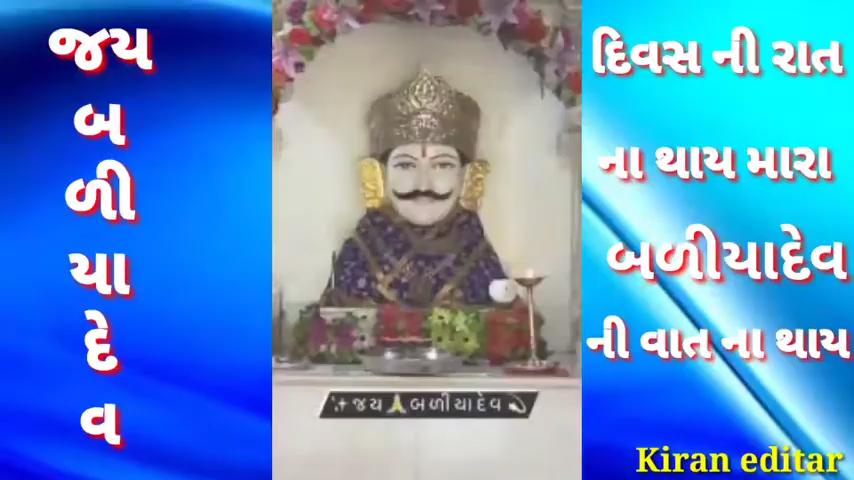 જય
બ
ળી
યા
દે
વ
જય🙏બળીયાદેવ
દિવસ ની રાત
ના થાય મારા
બળીયાદેવ
ની વાત ના થાય
Kiran editar